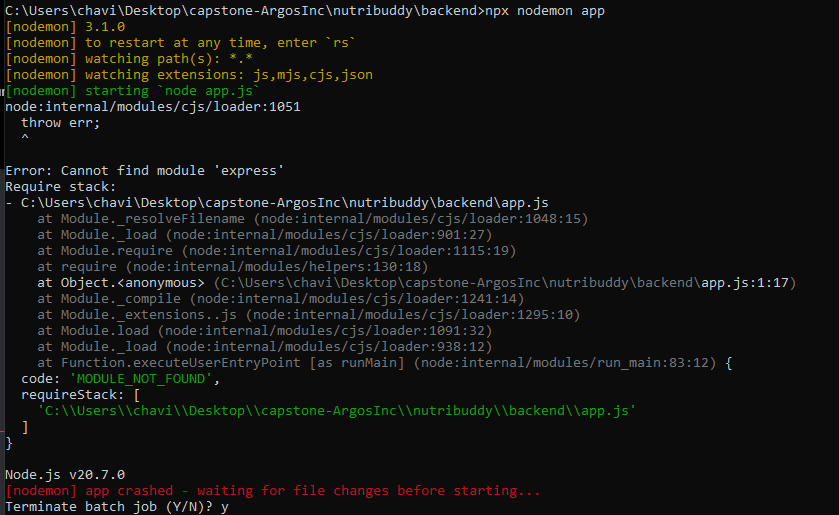 C:\Users\chavi\Desktop\capstone-ArgosInc\nutribuddy\backend>npx nodemon app
[nodemon] 3.1.0
[nodemon] to restart at any time, enter `rs`
[nodemon] watching path(s): *.*
[nodemon] watching extensions: js,mjs,cjs,json
[nodemon] starting `node app.js`
node:internal/modules/cjs/loader:1051
  throw err;
  ^

Error: Cannot find module 'express'
Require stack:
- C:\Users\chavi\Desktop\capstone-ArgosInc\nutribuddy\backend\app.js
    at Module._resolveFilename (node:internal/modules/cjs/loader:1048:15)
    at Module._load (node:internal/modules/cjs/loader:901:27)
    at Module.require (node:internal/modules/cjs/loader:1115:19)
    at require (node:internal/modules/helpers:130:18)
    at Object.<anonymous> (C:\Users\chavi\Desktop\capstone-ArgosInc\nutribuddy\backend\app.js:1:17)
    at Module._compile (node:internal/modules/cjs/loader:1241:14)
    at Module._extensions..js (node:internal/modules/cjs/loader:1295:10)
    at Module.load (node:internal/modules/cjs/loader:1091:32)
    at Module._load (node:internal/modules/cjs/loader:938:12)
    at Function.executeUserEntryPoint [as runMain] (node:internal/modules/run_main:83:12) {
  code: 'MODULE_NOT_FOUND',
  requireStack: [
    'C:\\Users\\chavi\\Desktop\\capstone-ArgosInc\\nutribuddy\\backend\\app.js'
  ]
}

Node.js v20.7.0
[nodemon] app crashed - waiting for file changes before starting...
Terminate batch job (Y/N)? y